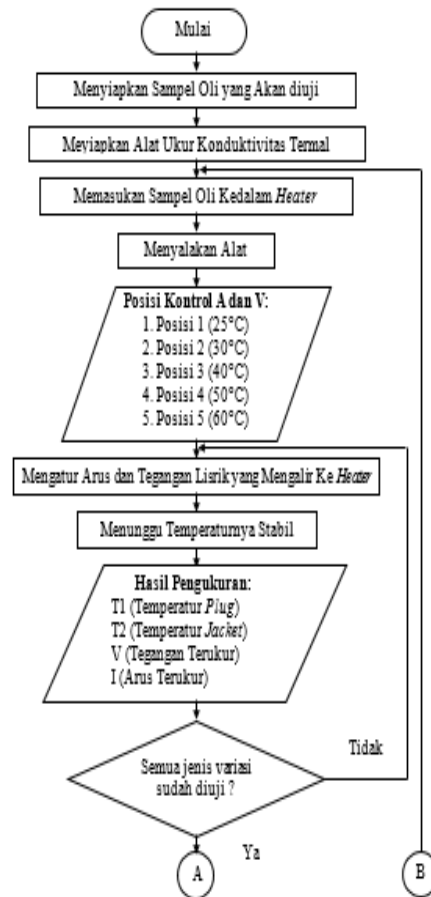 Mulai
Menyiapkan Sampel Oli yang Akan diuji
Meyiapkan Alat Ukur Konduktivitas Termal
Memasukan Sampel Oli Kedalam Heater
Menyalakan Alat
Posisi Kontrol A dan V:
1. Posisi 1 (25°C)
2. Posisi 2 (30°C)
3. Posisi 3 (40°C)
4. Posisi 4 (50°C)
5. Posisi 5 (60°C)
Mengatur Arus dan Tegangan Lisrik yang Mengalir Ke Heater
Menunggu Temperaturnya Stabil
Hasil Pengukuran:
T1 (Temperatur Plug)
T2 (Temperatur Jacket)
V (Tegangan Terukur)
I (Arus Terukur)
Semua jenis variasi
sudah diuji ?
Tidak
Ya
A
B